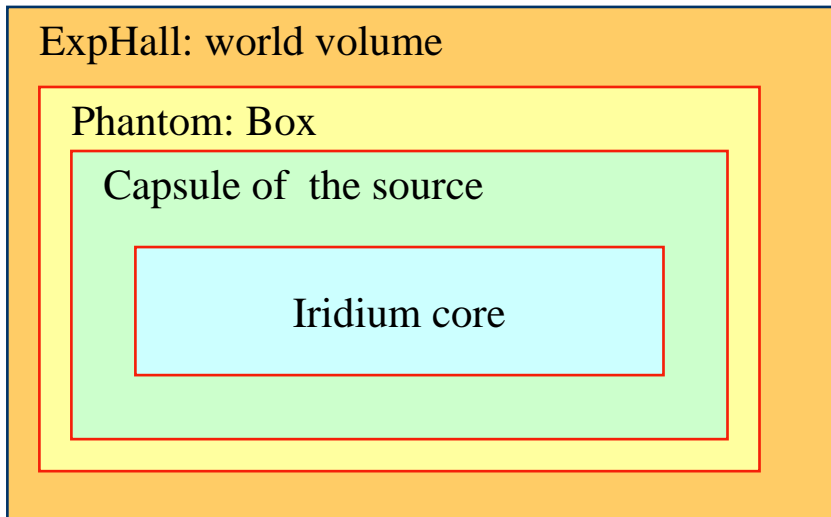 ExpHall: world volume
Phantom: Box
Capsule of the source
Iridium core